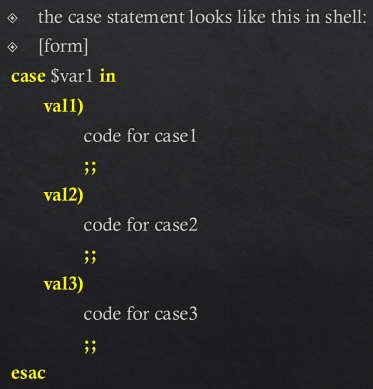 the case statement looks like this in shell:
[form]
case $var1 in
val1)
code for case1
;;
val2)
code for case2
;;
val3)
code for case3
;;
esac